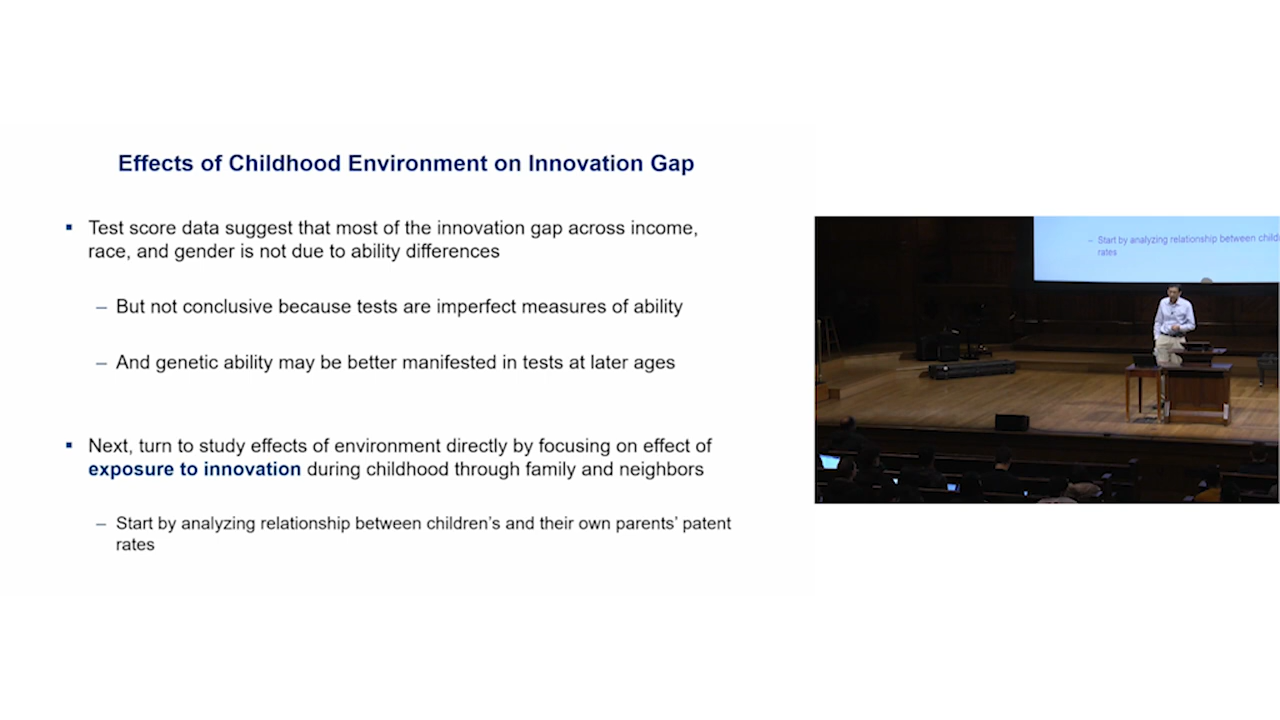 Effects of Childhood Environment on Innovation Gap
▪ Test score data suggest that most of the innovation gap across income,
race, and gender is not due to ability differences
– But not conclusive because tests are imperfect measures of ability
– And genetic ability may be better manifested in tests at later ages
▪ Next, turn to study effects of environment directly by focusing on effect of
exposure to innovation during childhood through family and neighbors
– Start by analyzing relationship between children’s and their own parents’ patent
rates
– Start by analyzing relationship between child
rates